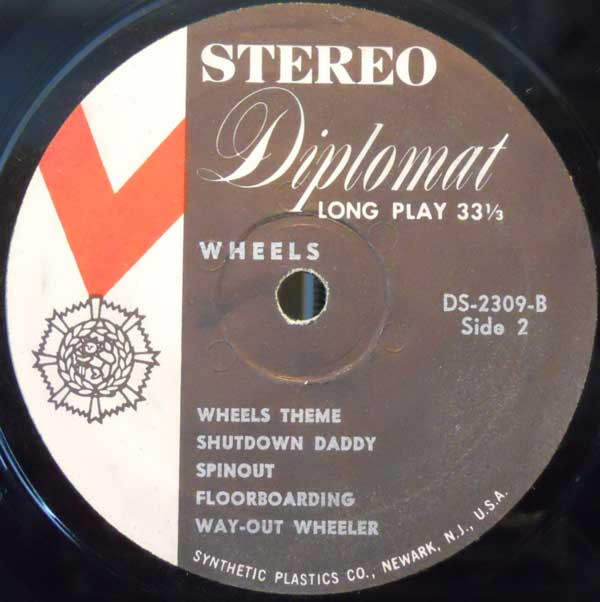 STEREO
Diplomat
LONG PLAY 33⅓
WHEELS
DS-2309-B
Side 2
WHEELS THEME
SHUTDOWN DADDY
SPINOUT
FLOORBOARDING
WAY-OUT WHEELER
SYNTHETIC PLASTICS CO., NEWARK, N.J., U.S.A.